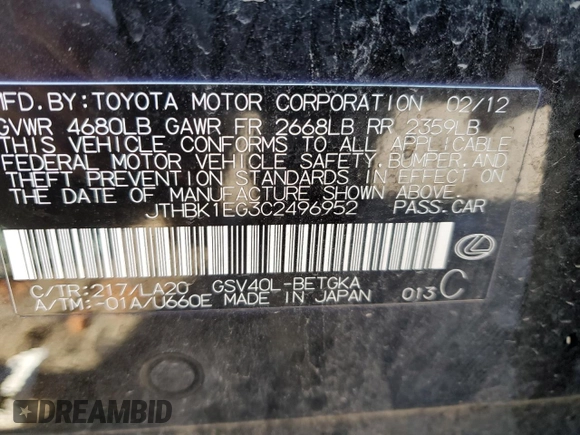 MFD. BY: TOYOTA MOTOR CORPORATION 02/12
GVWR 4680LB GAWR FR 2668LB RR 2359LB
THIS VEHICLE CONFORMS TO ALL APPLICABLE
FEDERAL MOTOR VEHICLE SAFETY, BUMPER, AND
THEFT PREVENTION STANDARDS IN EFFECT ON
THE DATE OF MANUFACTURE SHOWN ABOVE.
JTHBK1EG3C2496952 PASS. CAR
C/TR: 217/LA20 GSV40L-BETGKA
A/TM: -01A/U660E MADE IN JAPAN 013 C
DREAMBID